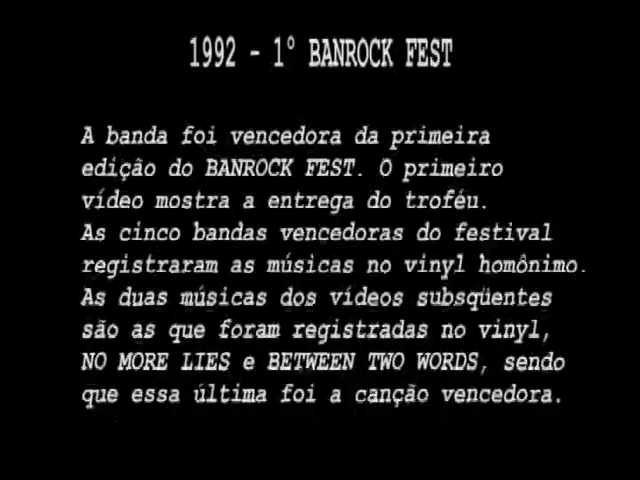 1992 - 1° BANROCK FEST
A banda foi vencedora da primeira
edição do BANROCK FEST. O primeiro
vídeo mostra a entrega do troféu.
As cinco bandas vencedoras do festival
registraram as músicas no vinyl homônimo.
As duas músicas dos vídeos subsqüentes
são as que foram registradas no vinyl,
NO MORE LIES e BETWEEN TWO WORDS, sendo
que essa última foi a canção vencedora.